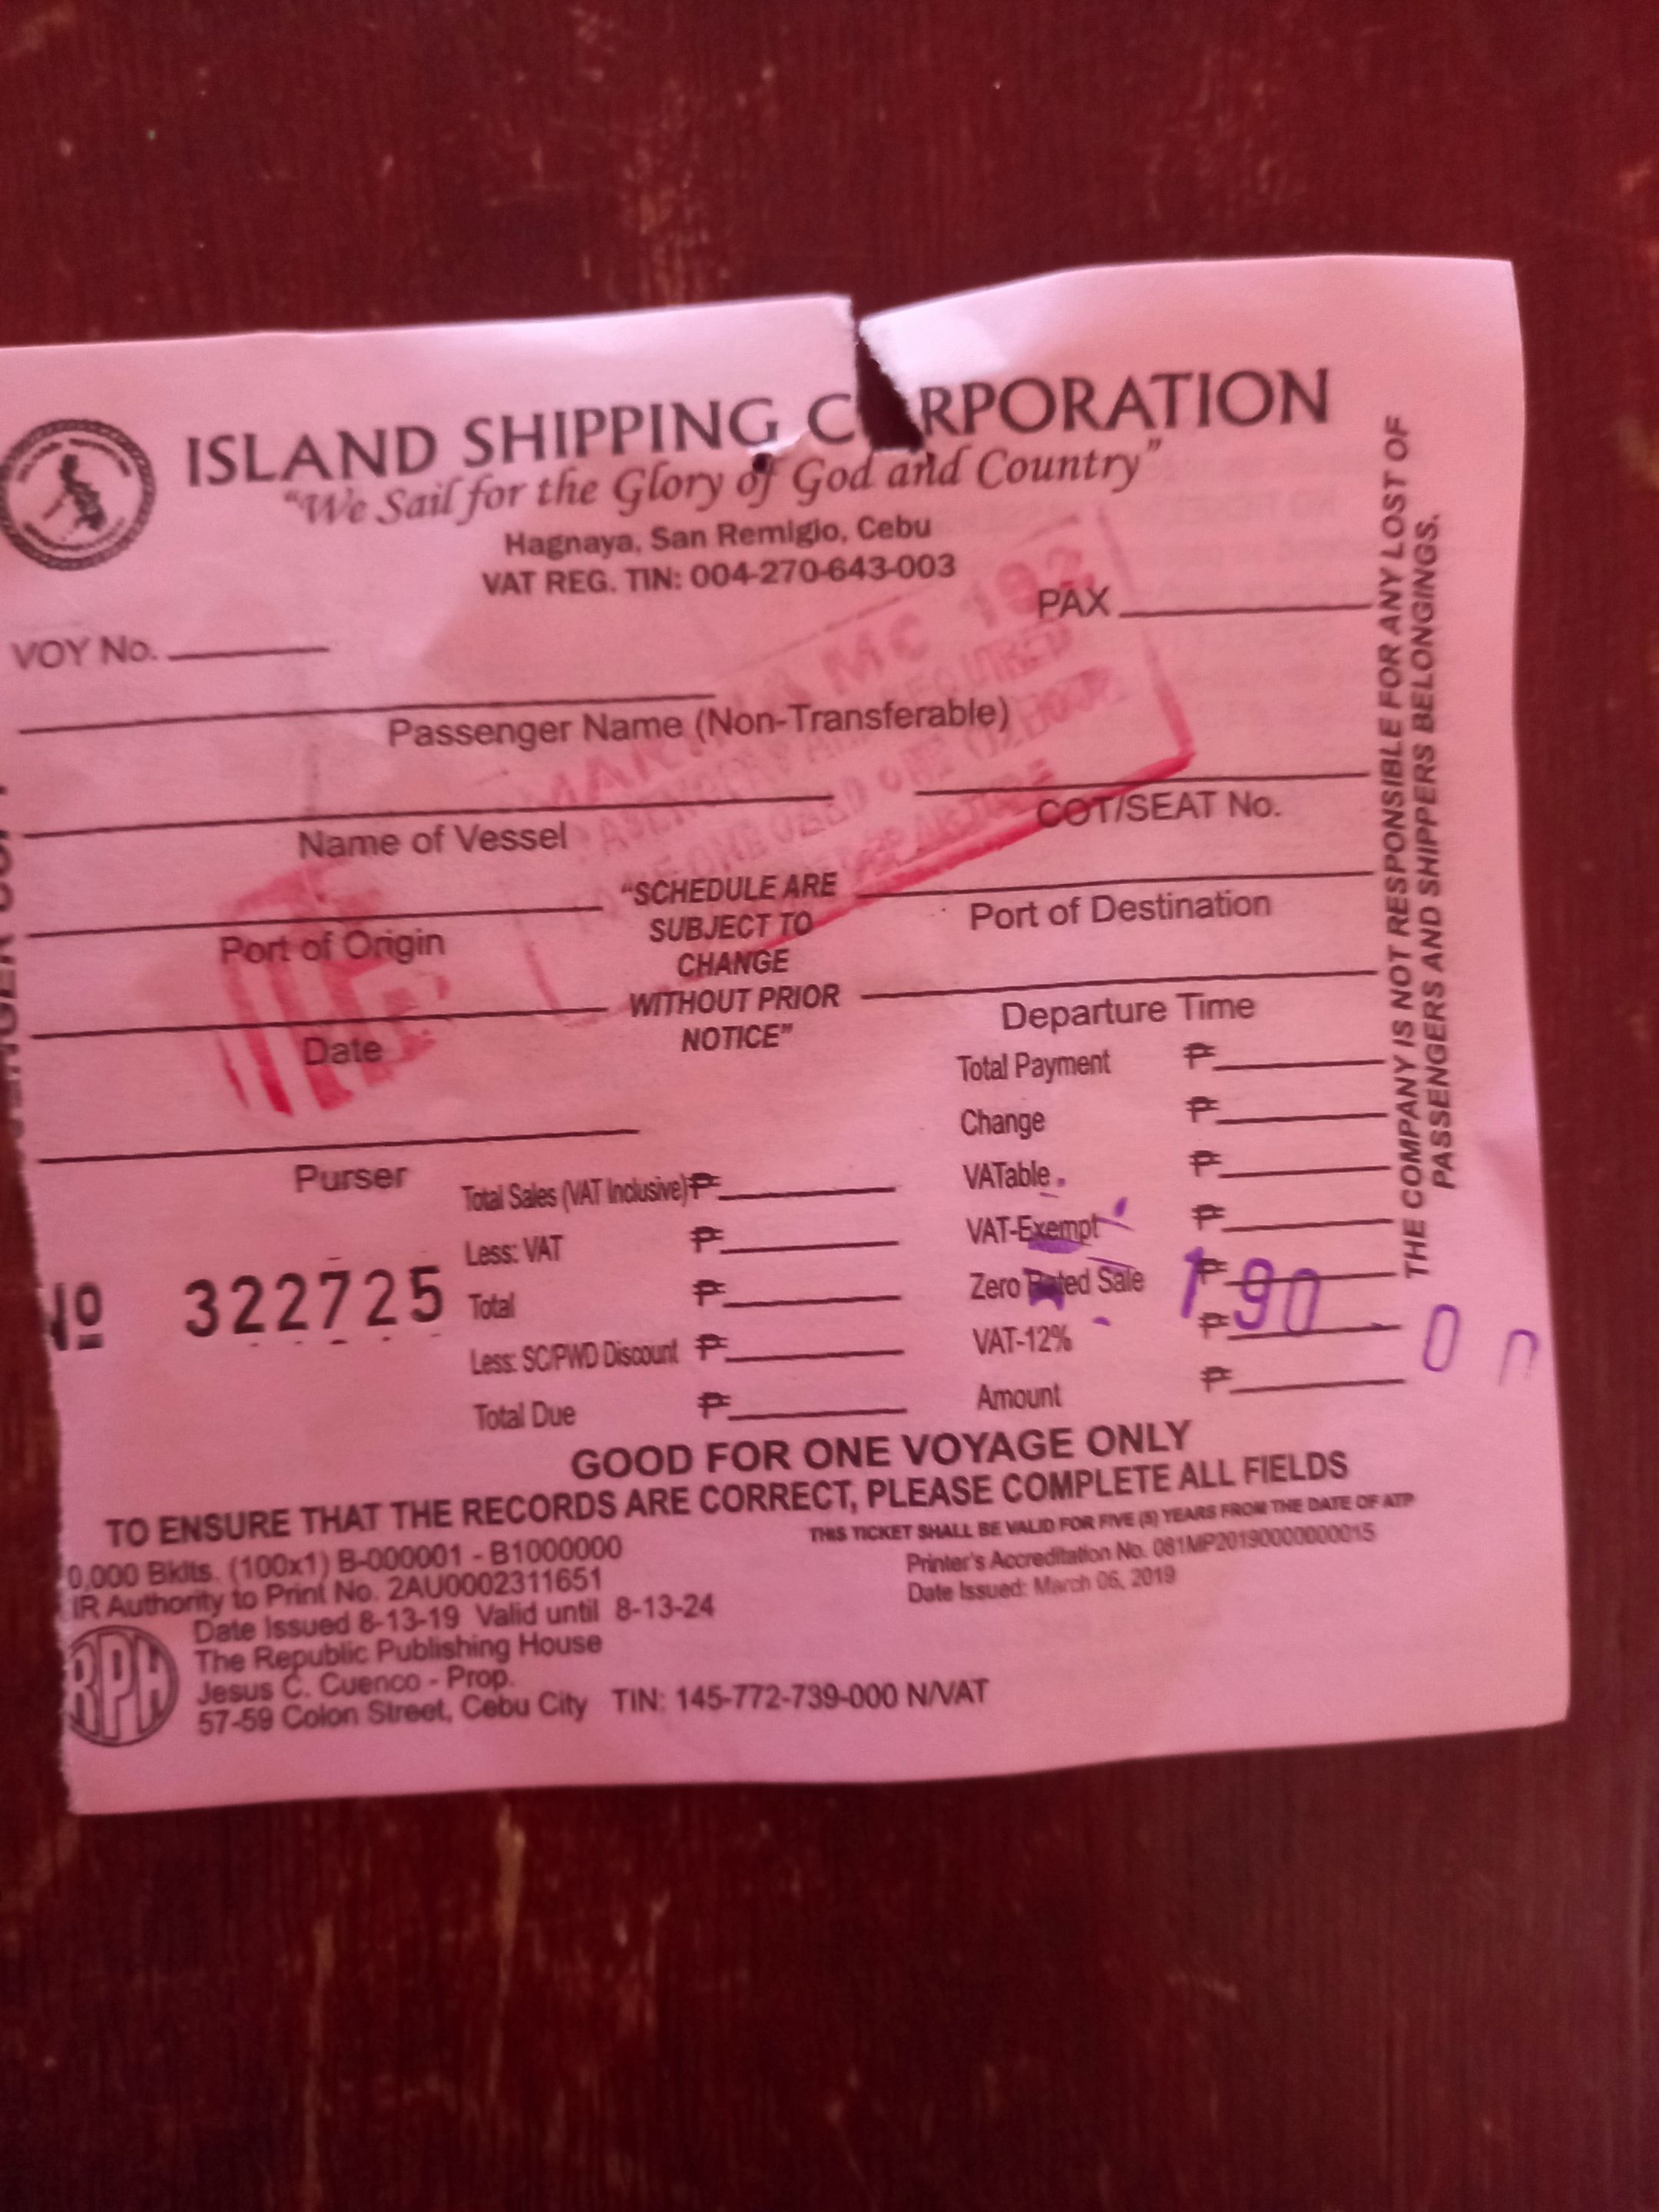 ISLAND SHIPPING C RPORATION
"We Sail for the Glory of God and Country"
Hagnaya, San Remigio, Cebu
VAT REG. TIN: 004-270-643-003
PAX
VOY No.
Passenger Name (Non-Transferable)
Name of Vessel
COT/SEAT No.
Port of Origin
"SCHEDULE ARE
SUBJECT TO
CHANGE
WITHOUT PRIOR
NOTICE"
Port of Destination
Date
Departure Time
Purser
Total Payment ₱
Change ₱
VATable ₱
VAT-Exempt ₱
Zero Rated Sale ₱
VAT-12% ₱
Amount ₱
190.00
Total Sales (VAT Inclusive) ₱
Less: VAT ₱
Total ₱
Less: SC/PWD Discount ₱
Total Due ₱
Nº 322725
GOOD FOR ONE VOYAGE ONLY
TO ENSURE THAT THE RECORDS ARE CORRECT, PLEASE COMPLETE ALL FIELDS
THIS TICKET SHALL BE VALID FOR FIVE (5) YEARS FROM THE DATE OF ATP
0,000 Bklts. (100x1) B-000001 - B1000000
IR Authority to Print No. 2AU0002311651
Date Issued 8-13-19 Valid until 8-13-24
The Republic Publishing House
Jesus C. Cuenco - Prop.
57-59 Colon Street, Cebu City TIN: 145-772-739-000 N/VAT
Printer's Accreditation No. 081MP20190000000015
Date Issued: March 06, 2019
RPH
THE COMPANY IS NOT RESPONSIBLE FOR ANY LOST OF
PASSENGERS AND SHIPPERS BELONGINGS.
MC 192